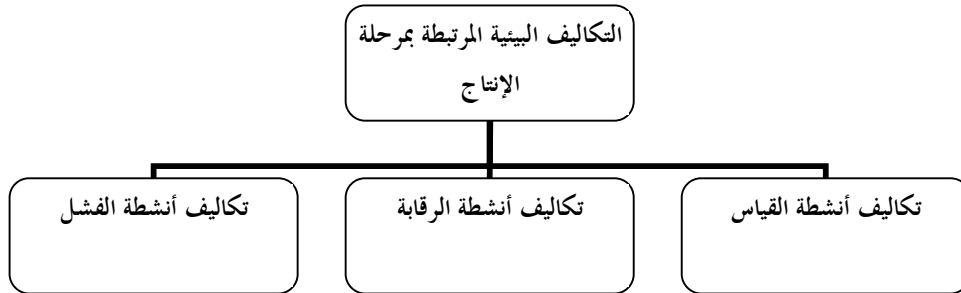 التكاليف البيئية المرتبطة بمرحلة
الإنتاج
تكاليف أنشطة القياس
تكاليف أنشطة الرقابة
تكاليف أنشطة الفشل